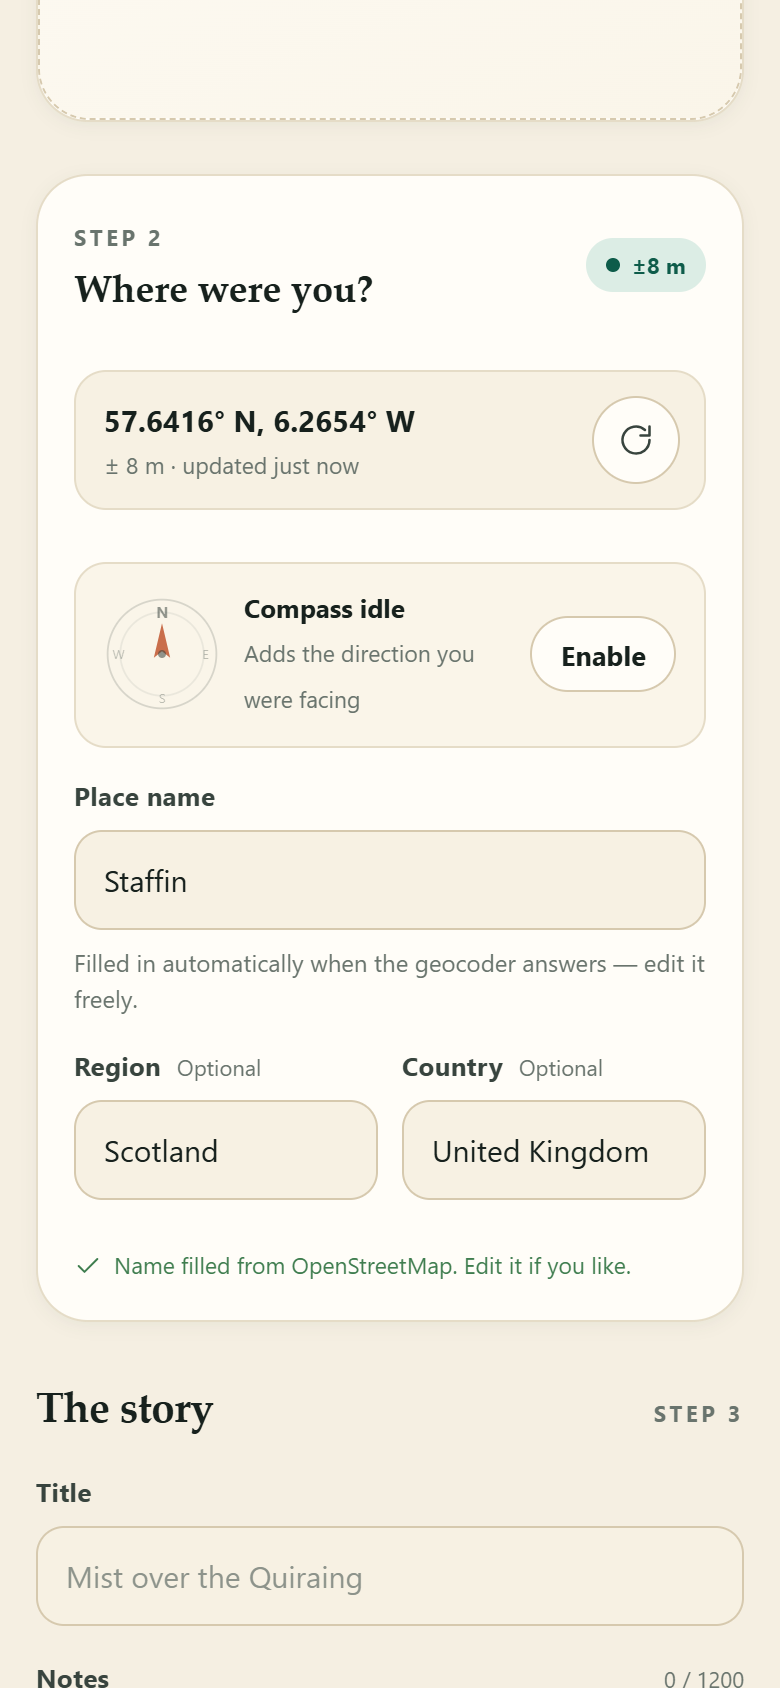 STEP 2
Where were you?
±8 m
57.6416° N, 6.2654° W
± 8 m · updated just now
N
W
E
S
Compass idle
Adds the direction you
were facing
Enable
Place name
Staffin
Filled in automatically when the geocoder answers — edit it
freely.
Region Optional
Country Optional
Scotland
United Kingdom
Name filled from OpenStreetMap. Edit it if you like.
The story
STEP 3
Title
Mist over the Quiraing
Notes
0 / 1200